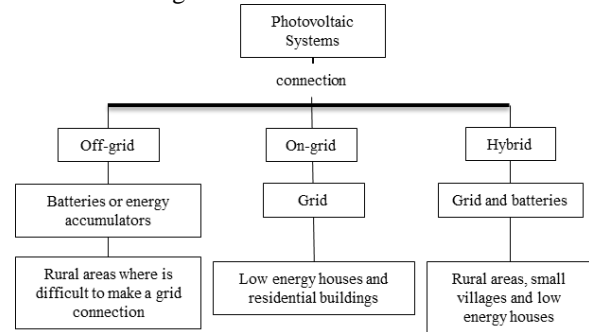 Photovoltaic
Systems
connection
Off-grid
On-grid
Hybrid
Batteries or energy
accumulators
Grid
Grid and batteries
Rural areas where is
difficult to make a grid
connection
Low energy houses and
residential buildings
Rural areas, small
villages and low
energy houses